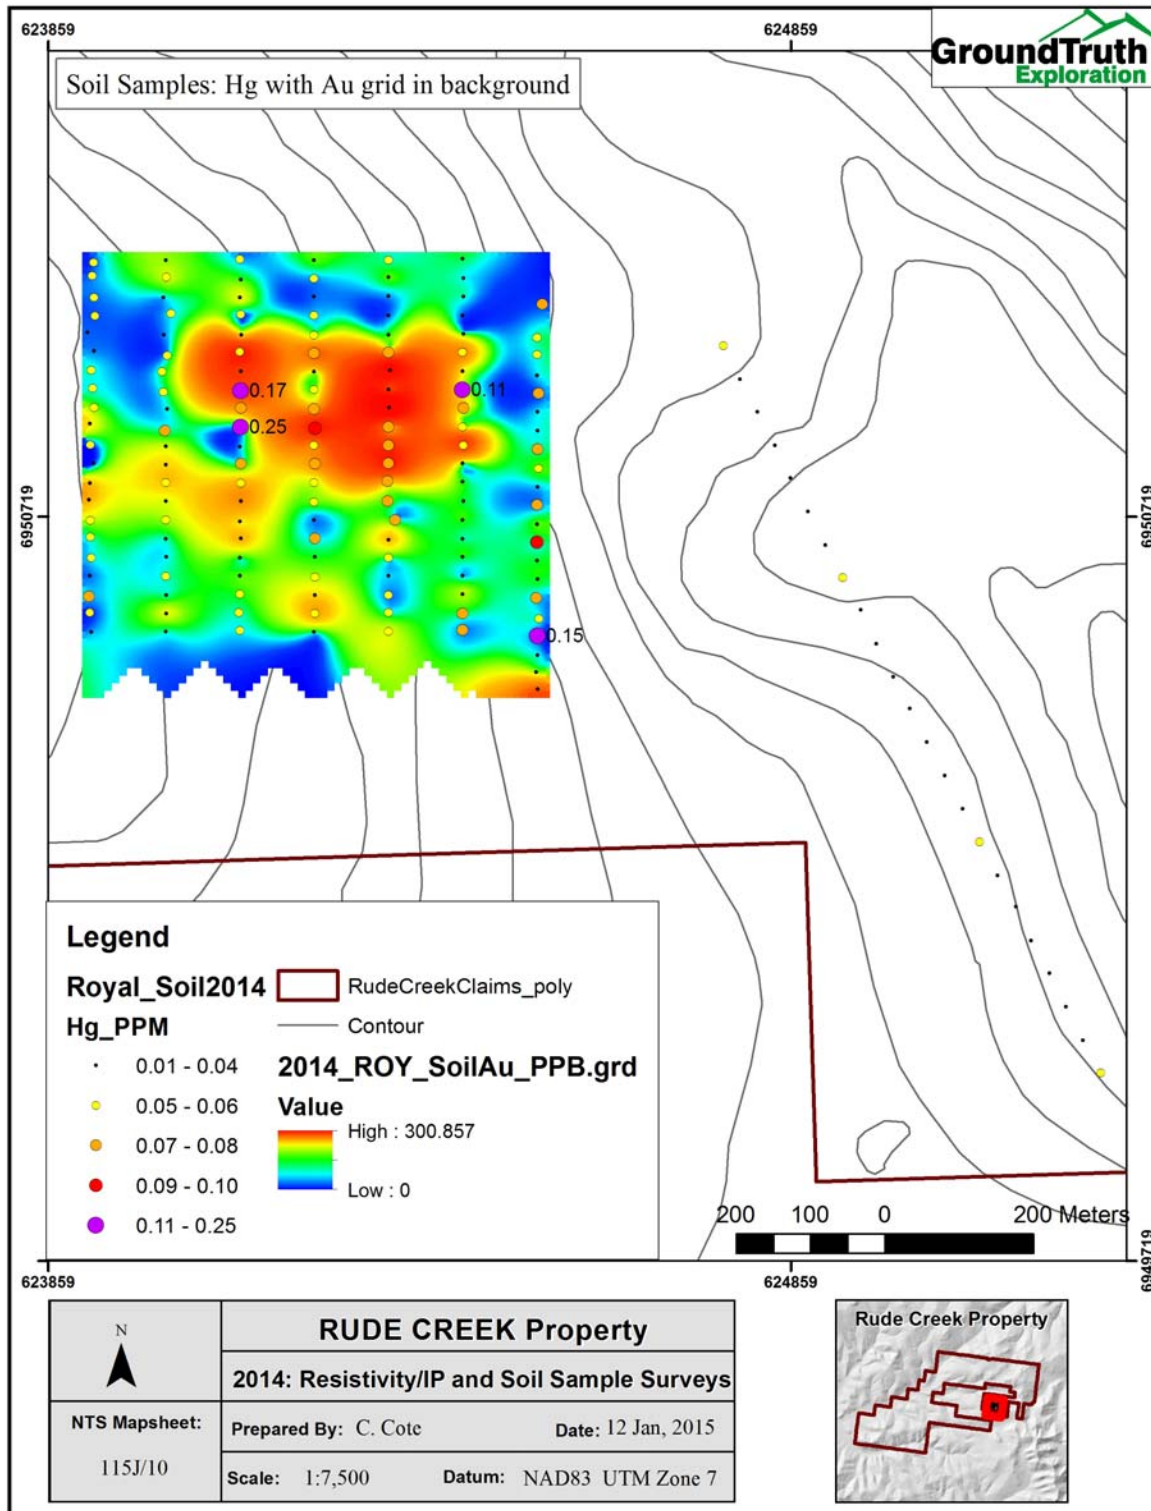 623859
624859
GroundTruth
Exploration
Soil Samples: Hg with Au grid in background
0.17
0.11
0.25
6950719
6950719
0.15
Legend
Royal_Soil2014
RudeCreekClaims_poly
Hg_PPM
Contour
0.01 - 0.04
2014_ROY_SoilAu_PPB.grd
0.05 - 0.06
Value
0.07 - 0.08
High : 300.857
0.09 - 0.10
Low : 0
0.11 - 0.25
200 100 0 200 Meters
6949719
623859
624859
N
RUDE CREEK Property
2014: Resistivity/IP and Soil Sample Surveys
NTS Mapsheet:
115J/10
Prepared By: C. Cote
Date: 12 Jan, 2015
Scale: 1:7,500
Datum: NAD83 UTM Zone 7
Rude Creek Property